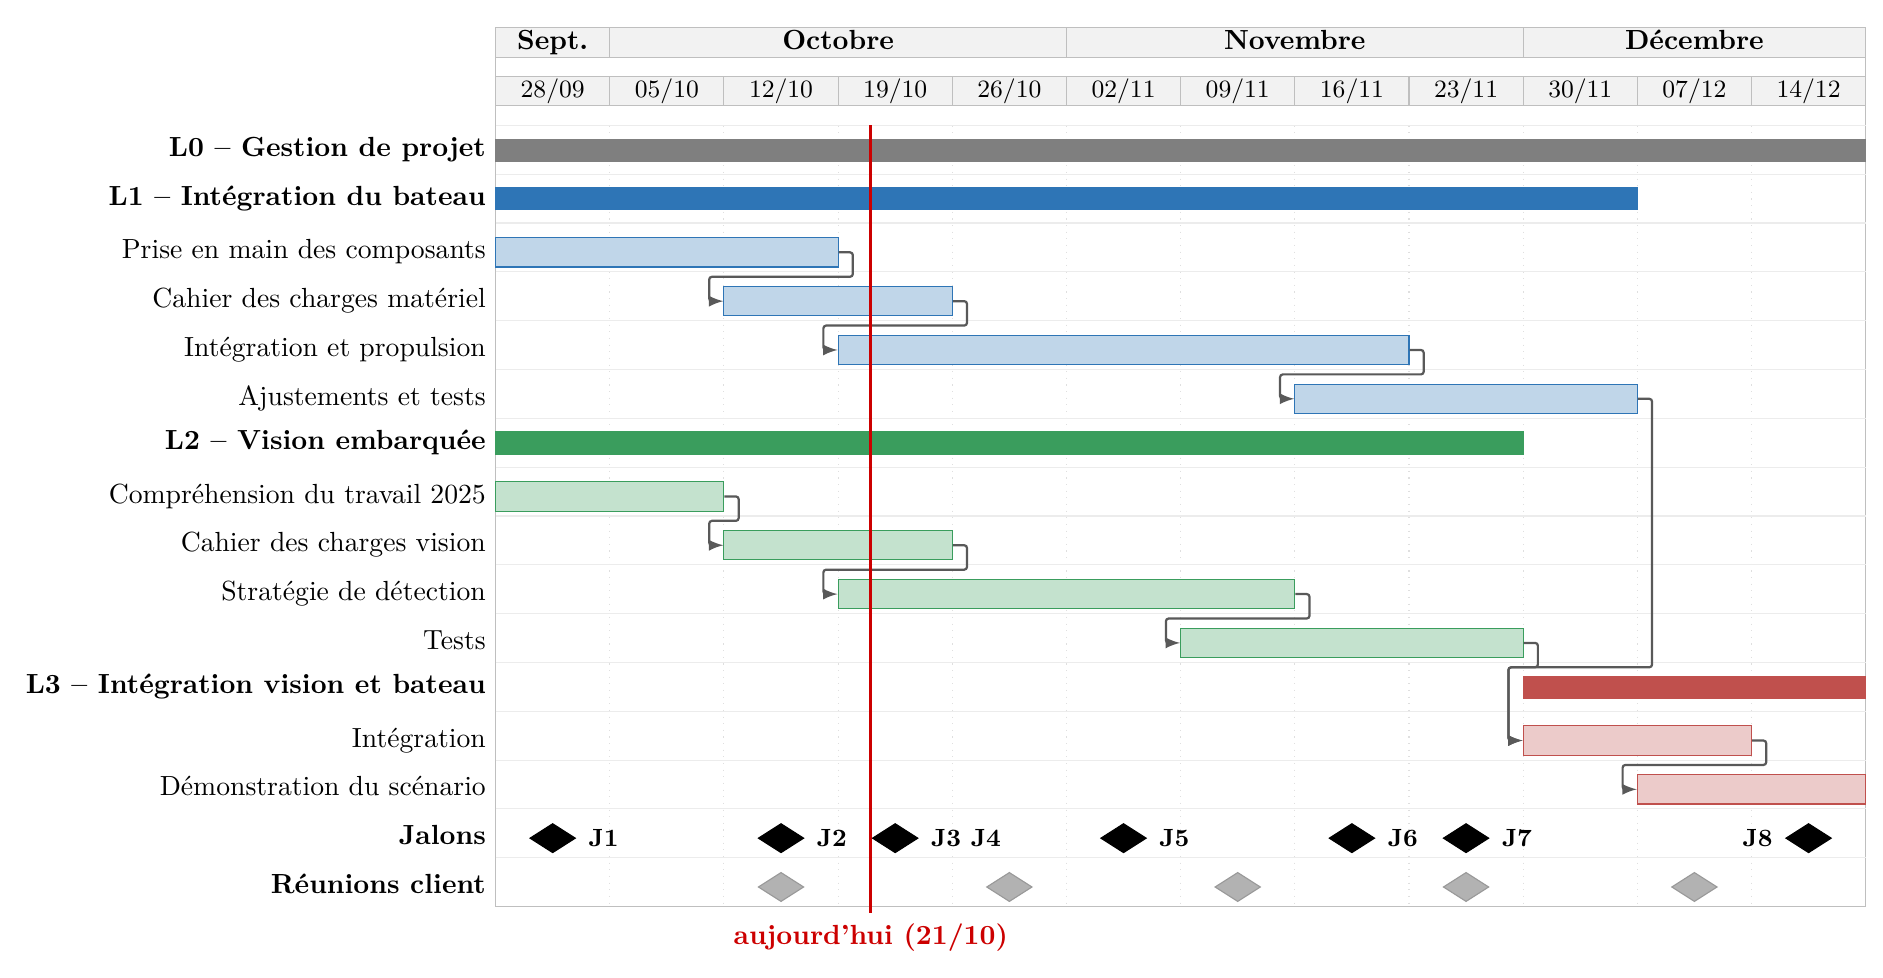 Sept. Octobre Novembre Décembre
28/09 05/10 12/10 19/10 26/10 02/11 09/11 16/11 23/11 30/11 07/12 14/12
L0 – Gestion de projet
L1 – Intégration du bateau
Prise en main des composants
Cahier des charges matériel
Intégration et propulsion
Ajustements et tests
L2 – Vision embarquée
Compréhension du travail 2025
Cahier des charges vision
Stratégie de détection
Tests
L3 – Intégration vision et bateau
Intégration
Démonstration du scénario
Jalons J1 J2 J3 J4 J5 J6 J7 J8
Réunions client
aujourd'hui (21/10)